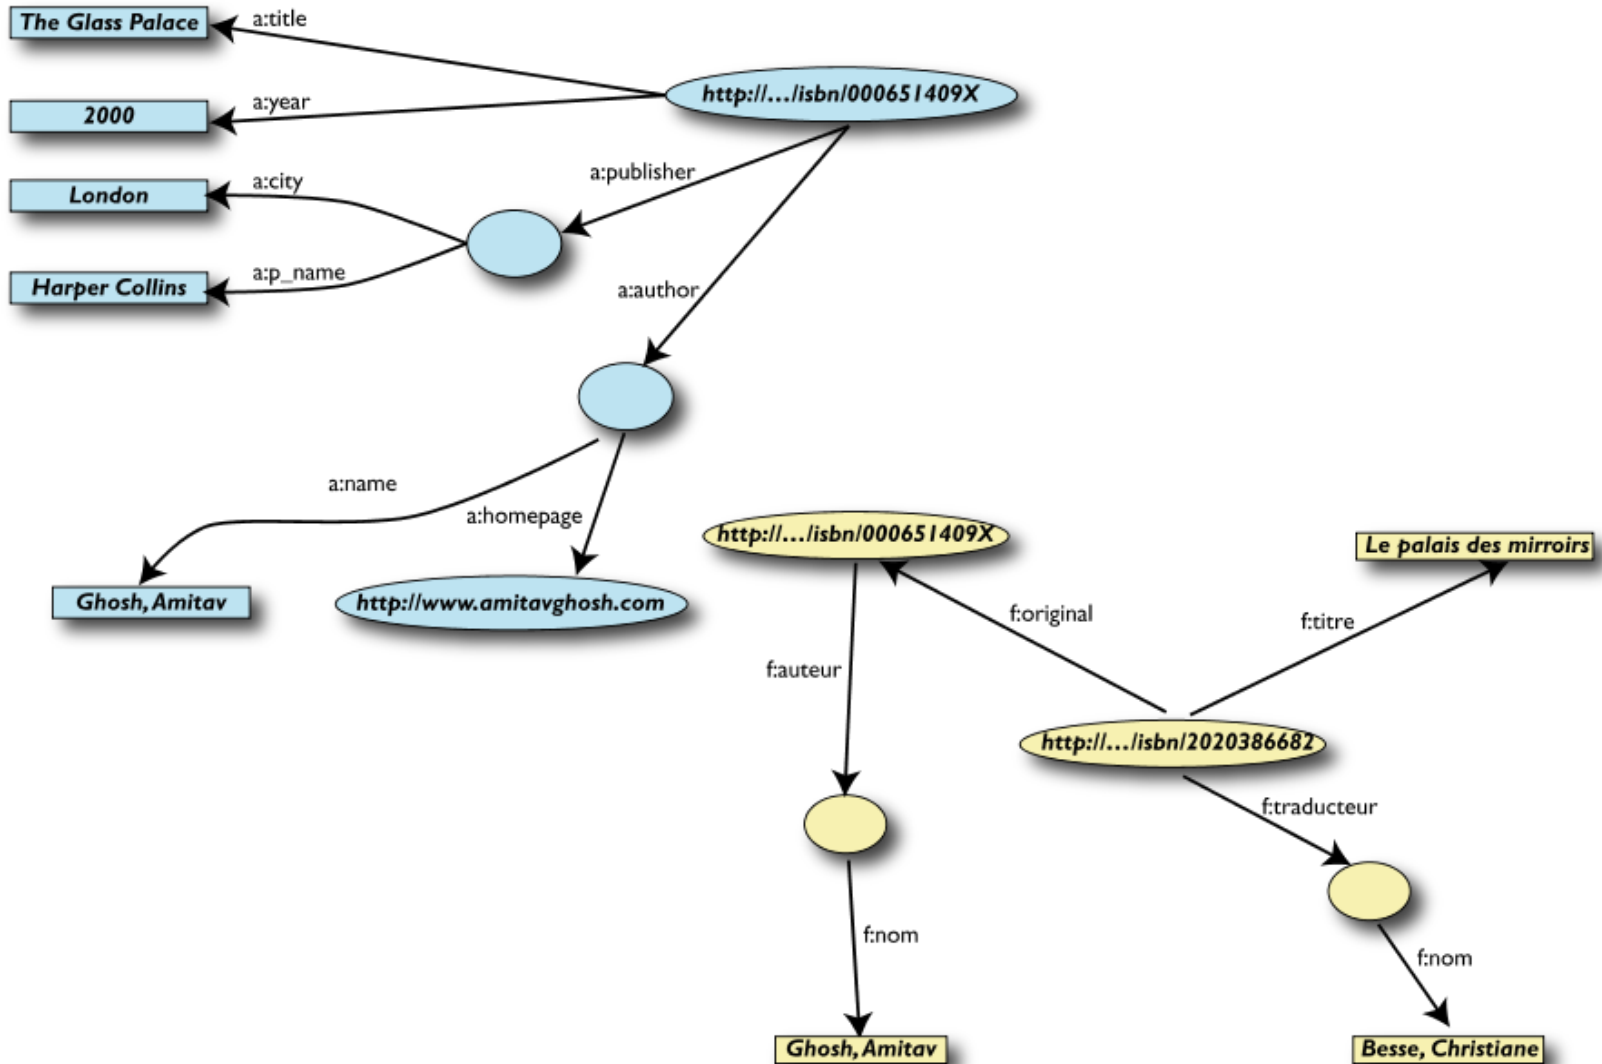 The Glass Palace
a:title
http://.../isbn/000651409X
2000
a:year
a:publisher
London
a:city
Harper Collins
a:p_name
a:author
a:name
a:homepage
Ghosh, Amitav
http://www.amitavghosh.com
http://.../isbn/000651409X
Le palais des mirroirs
f:original
f:titre
f:auteur
http://.../isbn/2020386682
f:traducteur
f:nom
f:nom
Ghosh, Amitav
Besse, Christiane